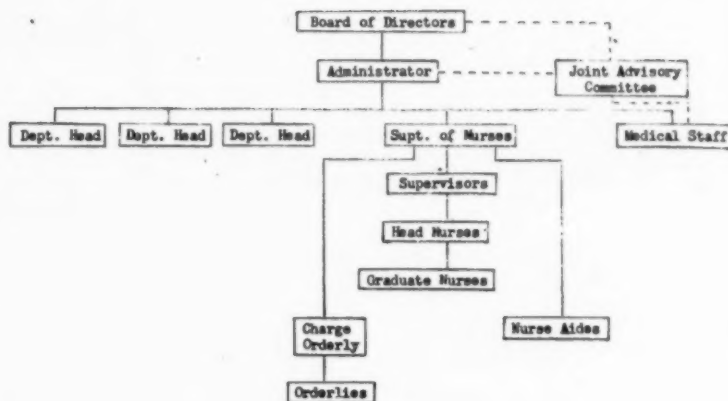 Board of Directors
Administrator
Joint Advisory
Committee
Dept. Head
Dept. Head
Dept. Head
Supt. of Nurses
Medical Staff
Supervisors
Head Nurses
Graduate Nurses
Charge
Orderly
Nurse Aides
Orderlies